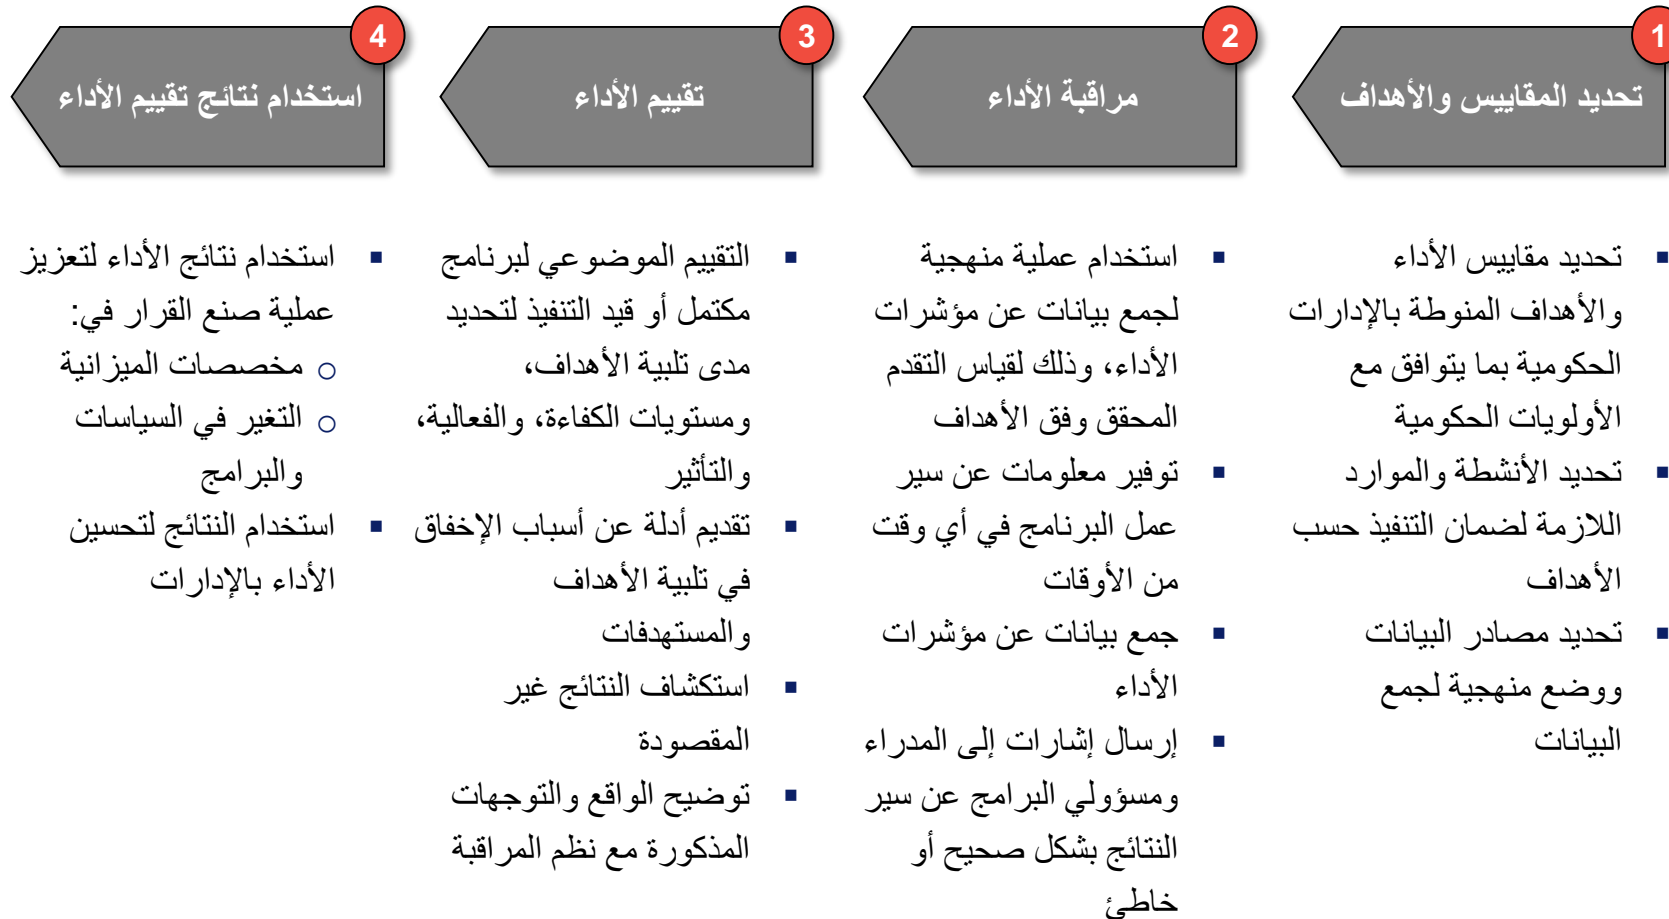 1
تحديد المقاييس والأهداف
▪ تحديد مقاييس الأداء
والأهداف المنوطة بالإدارات
الحكومية بما يتوافق مع
الأولويات الحكومية
▪ تحديد الأنشطة والموارد
اللازمة لضمان التنفيذ حسب
الأهداف
▪ تحديد مصادر البيانات
ووضع منهجية لجمع
البيانات
2
مراقبة الأداء
▪ استخدام عملية منهجية
لجمع بيانات عن مؤشرات
الأداء، وذلك لقياس التقدم
المحقق وفق الأهداف
▪ توفير معلومات عن سير
عمل البرنامج في أي وقت
من الأوقات
▪ جمع بيانات عن مؤشرات
الأداء
▪ إرسال إشارات إلى المدراء
ومسؤولي البرامج عن سير
النتائج بشكل صحيح أو
خاطئ
3
تقييم الأداء
▪ التقييم الموضوعي لبرنامج
مكتمل أو قيد التنفيذ لتحديد
مدى تلبية الأهداف،
ومستويات الكفاءة، والفعالية،
والتأثير
▪ تقديم أدلة عن أسباب الإخفاق
في تلبية الأهداف
والمستهدفات
▪ استكشاف النتائج غير
المقصودة
▪ توضيح الواقع والتوجهات
المذكورة مع نظم المراقبة
4
استخدام نتائج تقييم الأداء
▪ استخدام نتائج الأداء لتعزيز
عملية صنع القرار في:
o مخصصات الميزانية
o التغير في السياسات
والبرامج
▪ استخدام النتائج لتحسين
الأداء بالإدارات